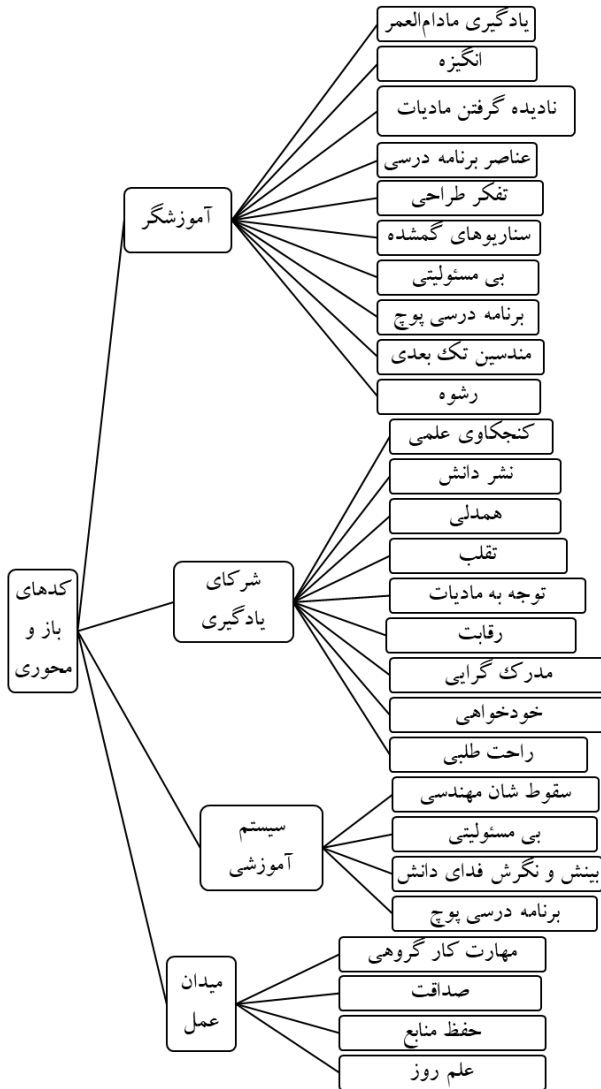 کدهای
باز و
محوری
آموزشگر
یادگیری مادام‌العمر
انگیزه
نادیده گرفتن مادیات
عناصر برنامه درسی
تفکر طراحی
سناریوهای گمشده
بی مسئولیتی
برنامه درسی پوچ
مندسین تک بعدی
رشوه
شرکای
یادگیری
کنجکاوی علمی
نشر دانش
همدلی
تقلب
توجه به مادیات
رقابت
مدرک گرایی
خودخواهی
راحت طلبی
سیستم
آموزشی
سقوط شان مهندسی
بی مسئولیتی
بینش و نگرش فدای دانش
برنامه درسی پوچ
میدان
عمل
مهارت کار گروهی
صداقت
حفظ منابع
علم روز